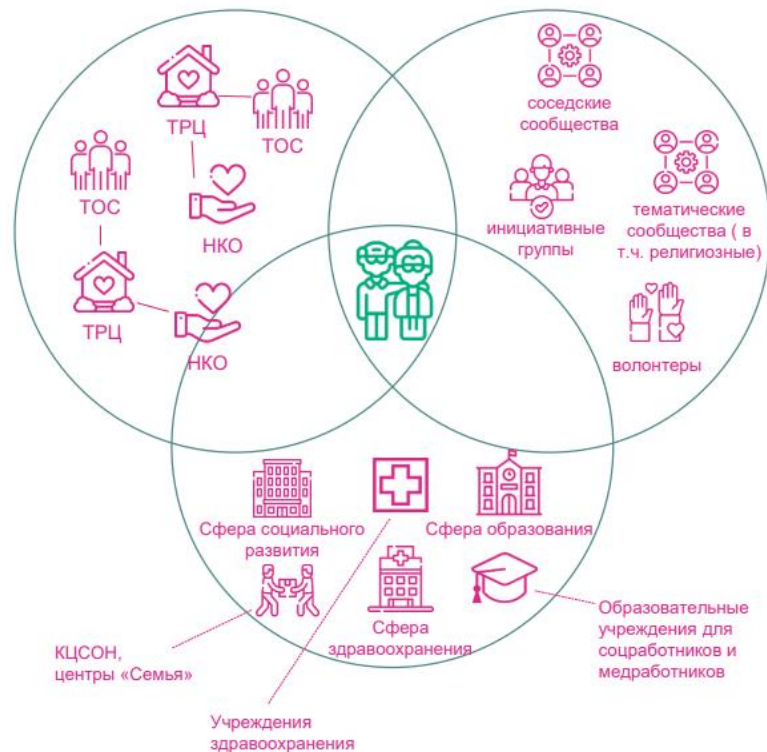 ТРЦ
ТОС
ТОС
НКО
ТРЦ
НКО
соседские
сообщества
инициативные
группы
тематические
сообщества ( в
т.ч. религиозные)
волонтеры
Сфера социального
развития
Сфера образования
Сфера
здравоохранения
КЦСОН,
центры «Семья»
Учреждения
здравоохранения
Образовательные
учреждения для
соцработников и
медработников